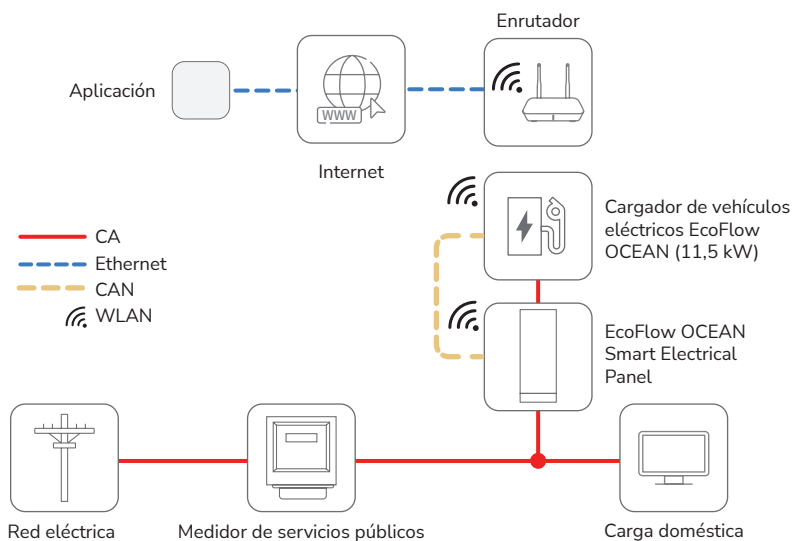 Enrutador
Aplicación
WWW
Internet
Cargador de vehículos
eléctricos EcoFlow
OCEAN (11,5 kW)
CA
Ethernet
CAN
WLAN
EcoFlow OCEAN
Smart Electrical
Panel
Red eléctrica
Medidor de servicios públicos
Carga doméstica